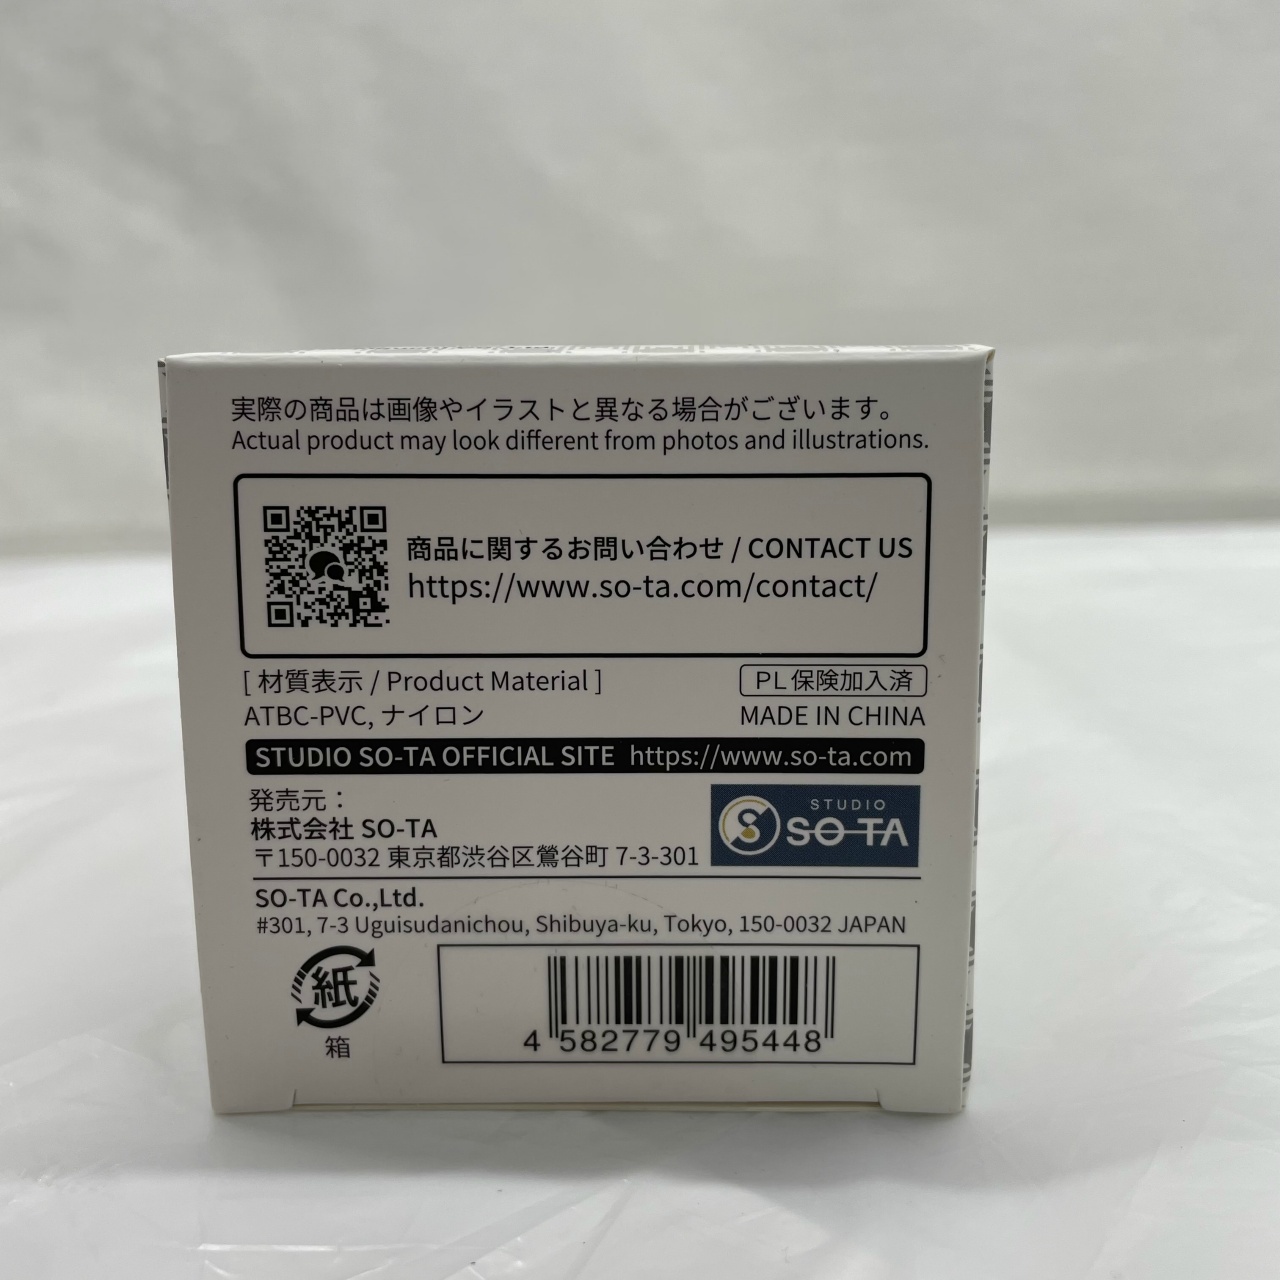 実際の商品は画像やイラストと異なる場合がございます。
Actual product may look different from photos and illustrations.
商品に関するお問い合わせ / CONTACT US
https://www.so-ta.com/contact/
[ 材質表示 / Product Material ]
PL保険加入済
ATBC-PVC, ナイロン
MADE IN CHINA
STUDIO SO-TA OFFICIAL SITE https://www.so-ta.com
発売元：
株式会社 SO-TA
〒150-0032 東京都渋谷区鶯谷町 7-3-301
STUDIO
SO-TA
SO-TA Co.,Ltd.
#301, 7-3 Uguisudanichou, Shibuya-ku, Tokyo, 150-0032 JAPAN
紙
箱
4 582779 495448